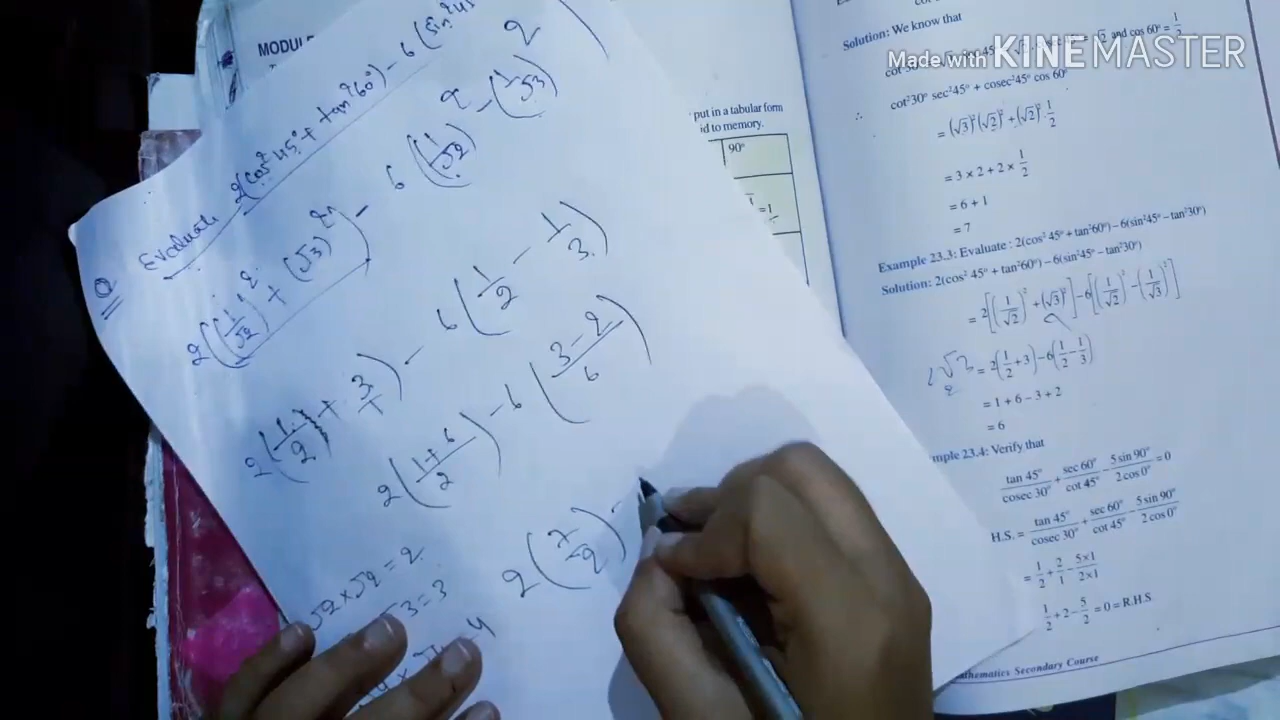 Made with KINEMASTER
MODULE
Q Evaluate 2(cos²45° + tan²60°) - 6(sin²45
2((1/√2)² + (√3)²) - 6((1/√2)² - (1/√3)²)
2(1/2 + 3/1) - 6(1/2 - 1/3)
2((1+6)/2) - 6((3-2)/6)
2(7/2) -
√2×√2 = 2
√3 = 3
4
put in a tabular form
id to memory.
90°
Solution: We know that
and cos 60° = 1/2
∴ cot²30° sec²45° + cosec²45° cos 60°
= (√3)²(√2)² + (√2)² · 1/2
= 3 × 2 + 2 × 1/2
= 6 + 1
= 7
Example 23.3: Evaluate : 2(cos² 45° + tan²60°) – 6(sin²45° – tan²30°)
Solution: 2(cos² 45° + tan²60°) – 6(sin²45° – tan²30°)
= 2[(1/√2)² + (√3)²] – 6[(1/√2)² – (1/√3)²]
= 2(1/2 + 3) – 6(1/2 – 1/3)
= 1 + 6 – 3 + 2
= 6
mple 23.4: Verify that
tan 45°/cosec 30° + sec 60°/cot 45° – 5 sin 90°/2 cos 0° = 0
H.S. = tan 45°/cosec 30° + sec 60°/cot 45° – 5 sin 90°/2 cos 0°
= 1/2 + 2/1 – 5×1/2×1
1/2 + 2 – 5/2 = 0 = R.H.S
athematics Secondary Course